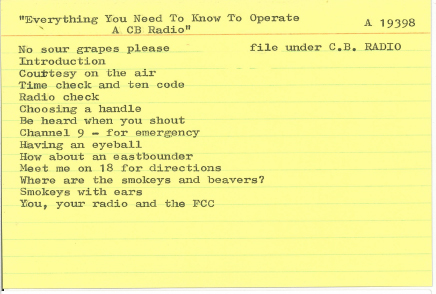 "Everything You Need To Know To Operate
A CB Radio" A 19398
No sour grapes please file under C.B. RADIO
Introduction
Courtesy on the air
Time check and ten code
Radio check
Choosing a handle
Be heard when you shout
Channel 9 - for emergency
Having an eyeball
How about an eastbounder
Meet me on 18 for directions
Where are the smokeys and beavers?
Smokeys with ears
You, your radio and the FCC